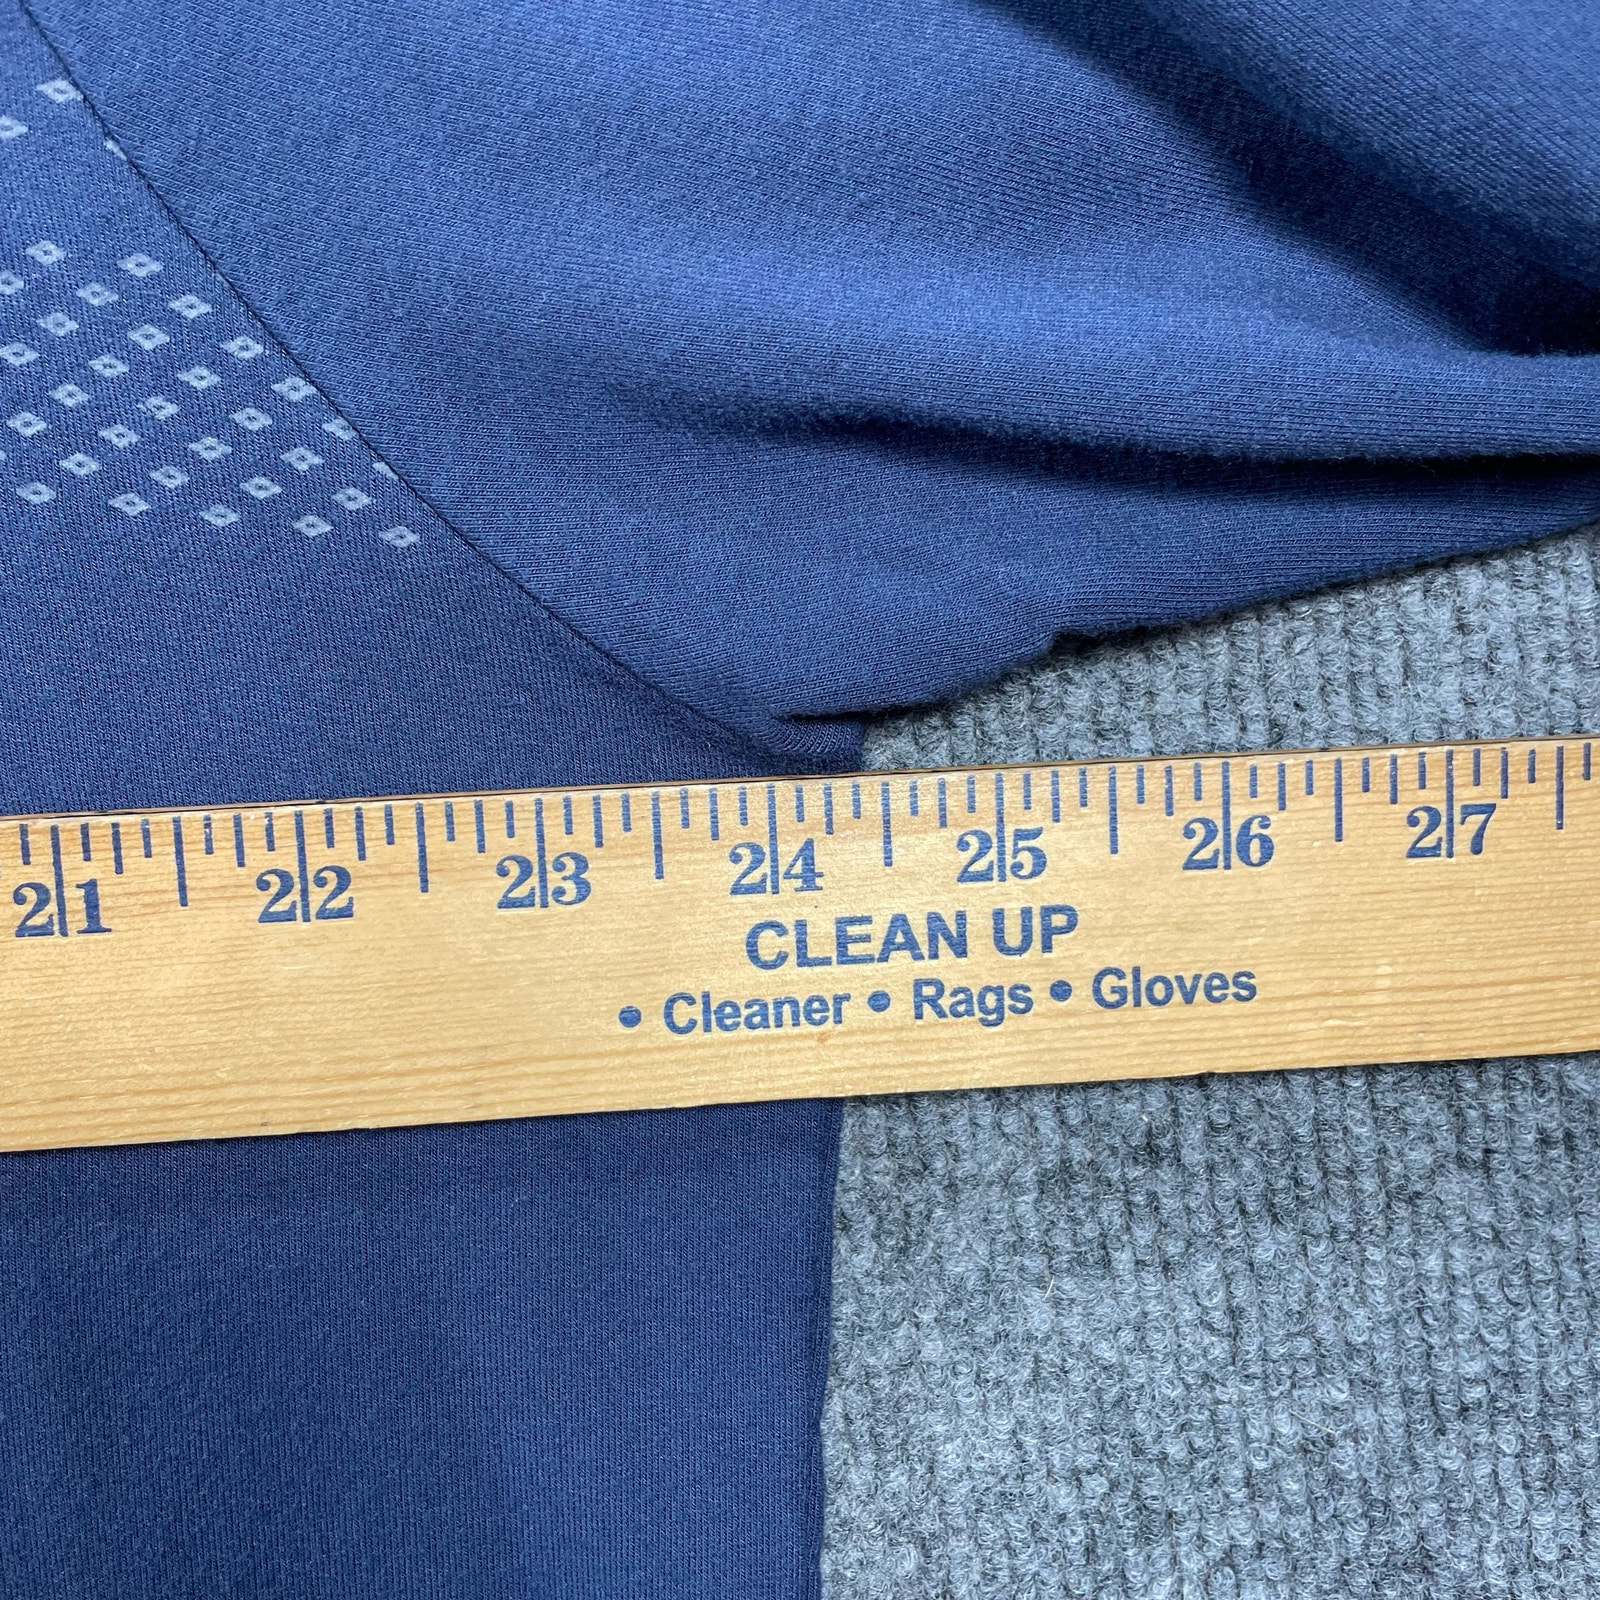 21 22 23 24 25 26 27
CLEAN UP
• Cleaner • Rags • Gloves